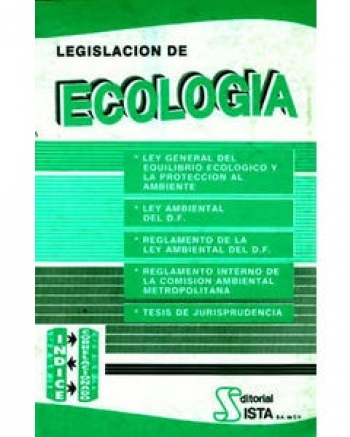 LEGISLACION DE
ECOLOGIA
* LEY GENERAL DEL
EQUILIBRIO ECOLOGICO Y
LA PROTECCION AL
AMBIENTE
* LEY AMBIENTAL
DEL D.F.
* REGLAMENTO DE LA
LEY AMBIENTAL DEL D.F.
* REGLAMENTO INTERNO DE
LA COMISION AMBIENTAL
METROPOLITANA
* TESIS DE JURISPRUDENCIA
INDICE
Editorial
SISTA S.A. de C.V.